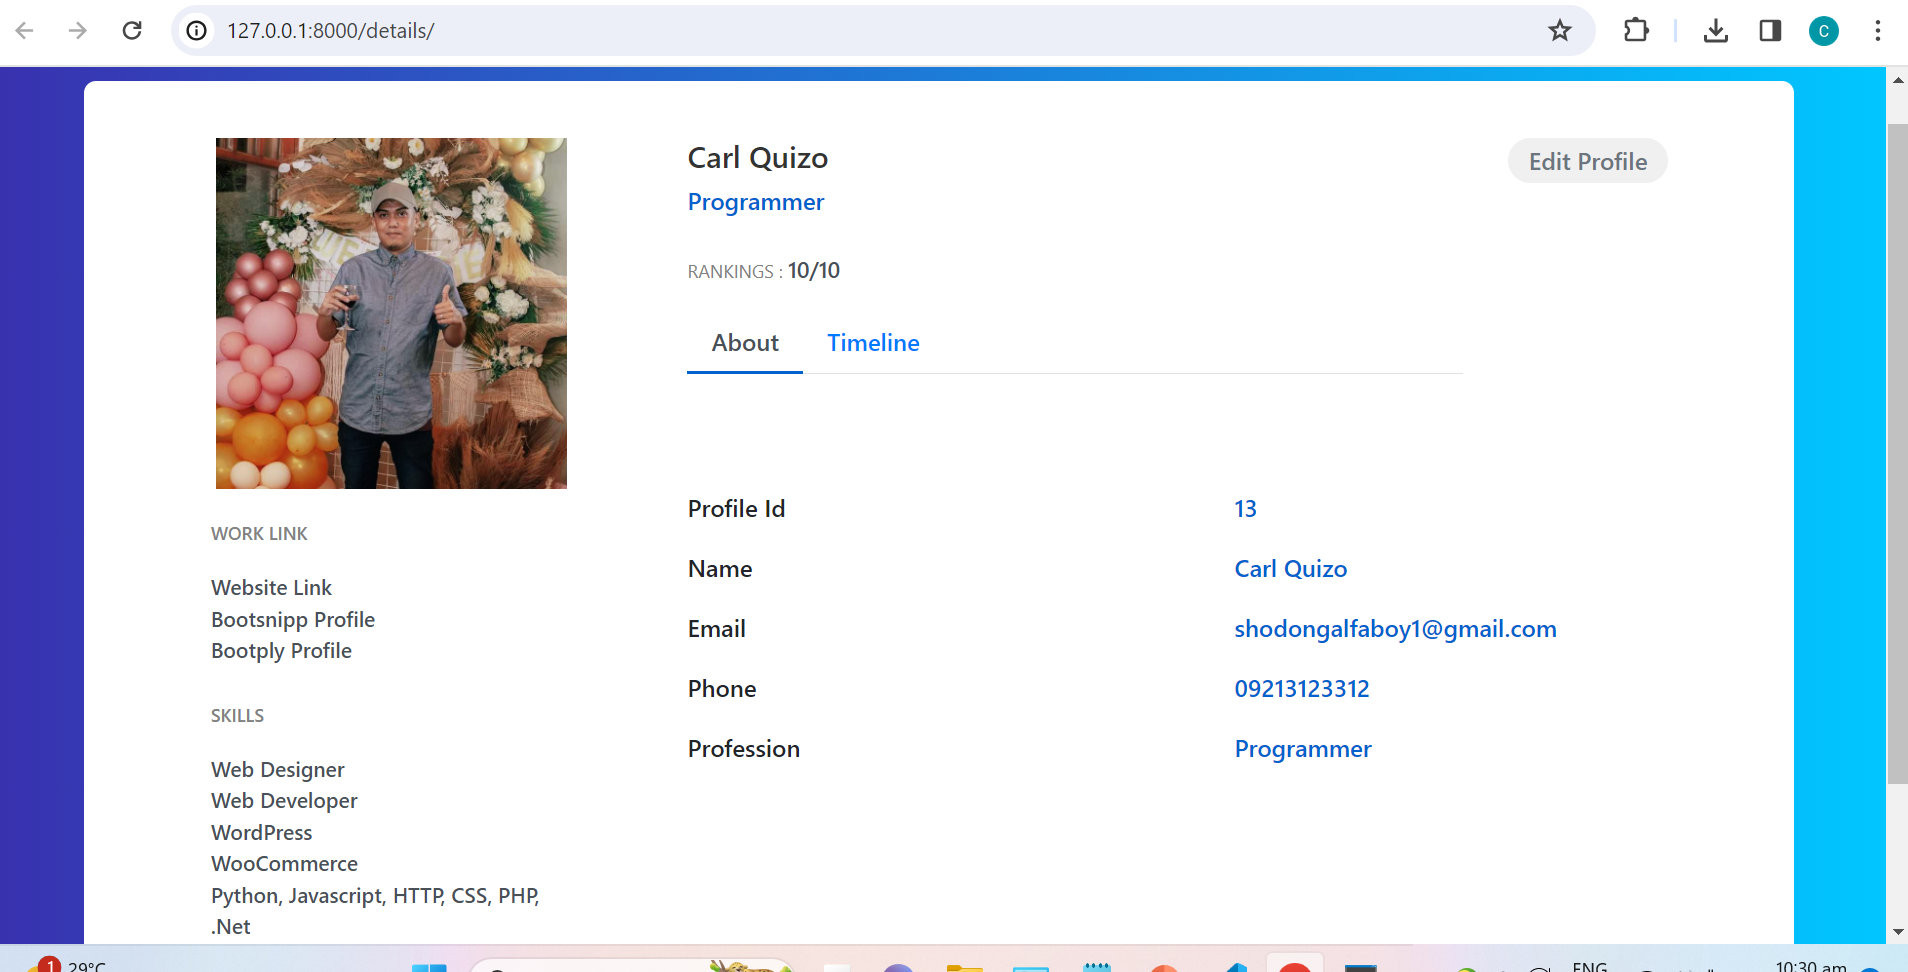 127.0.0.1:8000/details/
C
Carl Quizo
Edit Profile
Programmer
RANKINGS : 10/10
About Timeline
WORK LINK
Website Link
Bootsnipp Profile
Bootply Profile
SKILLS
Web Designer
Web Developer
WordPress
WooCommerce
Python, Javascript, HTTP, CSS, PHP,
.Net
Profile Id 13
Name Carl Quizo
Email shodongalfaboy1@gmail.com
Phone 09213123312
Profession Programmer
1 29°C
ENG
10:30 am